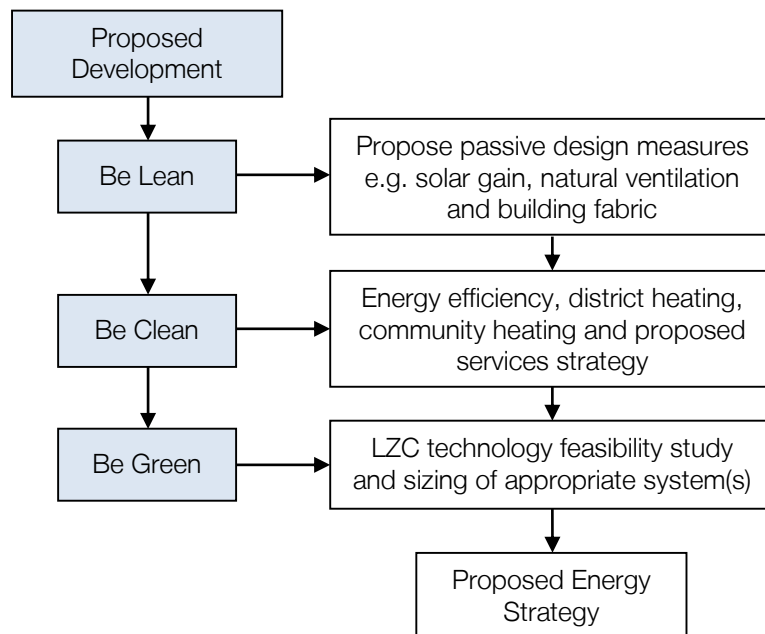 Proposed
Development
Be Lean
Propose passive design measures
e.g. solar gain, natural ventilation
and building fabric
Be Clean
Energy efficiency, district heating,
community heating and proposed
services strategy
Be Green
LZC technology feasibility study
and sizing of appropriate system(s)
Proposed Energy
Strategy